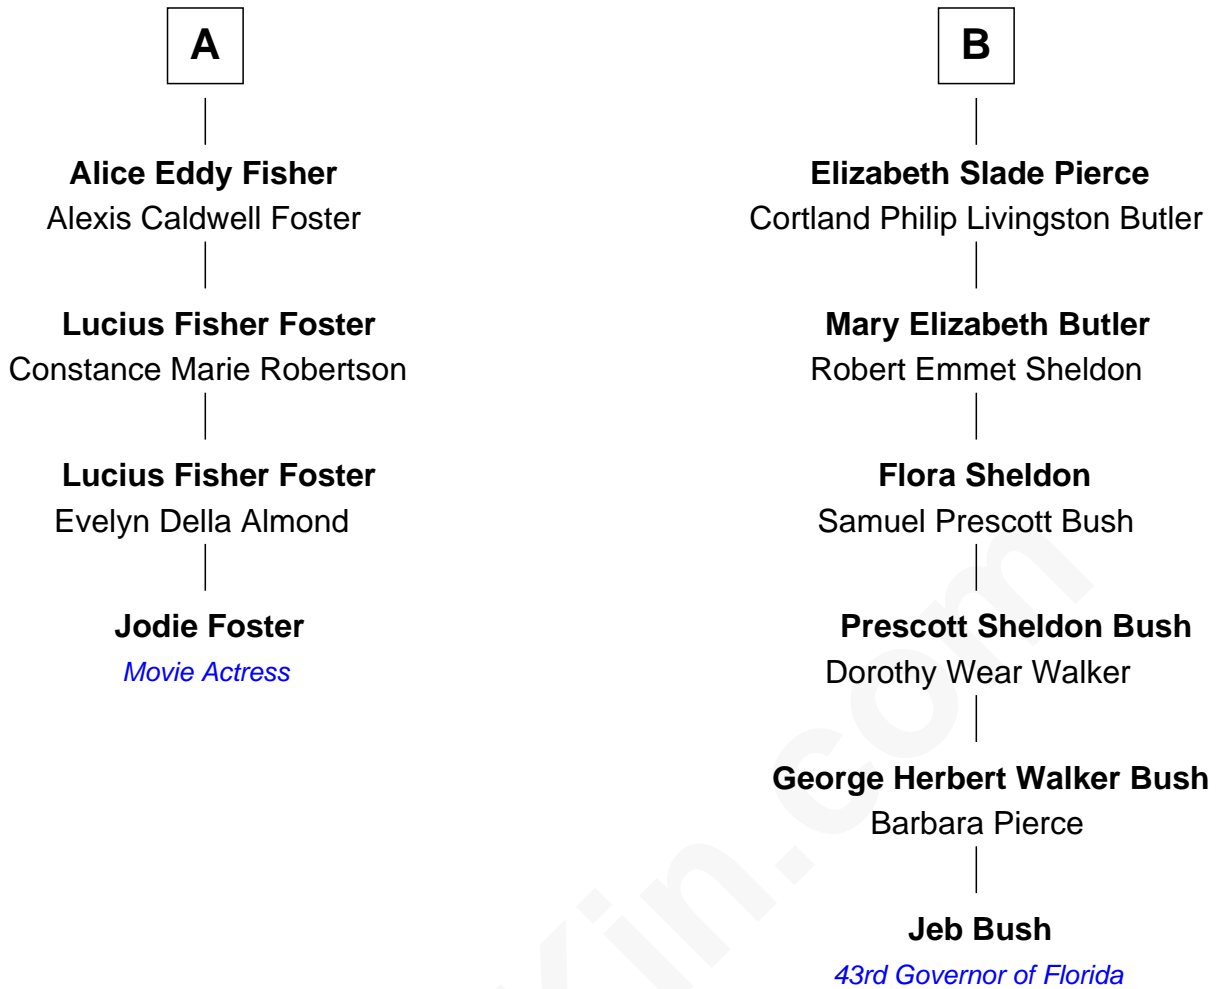 A
Alice Eddy Fisher
Alexis Caldwell Foster
Lucius Fisher Foster
Constance Marie Robertson
Lucius Fisher Foster
Evelyn Della Almond
Jodie Foster
Movie Actress
B
Elizabeth Slade Pierce
Cortland Philip Livingston Butler
Mary Elizabeth Butler
Robert Emmet Sheldon
Flora Sheldon
Samuel Prescott Bush
Prescott Sheldon Bush
Dorothy Wear Walker
George Herbert Walker Bush
Barbara Pierce
Jeb Bush
43rd Governor of Florida
Kin.com